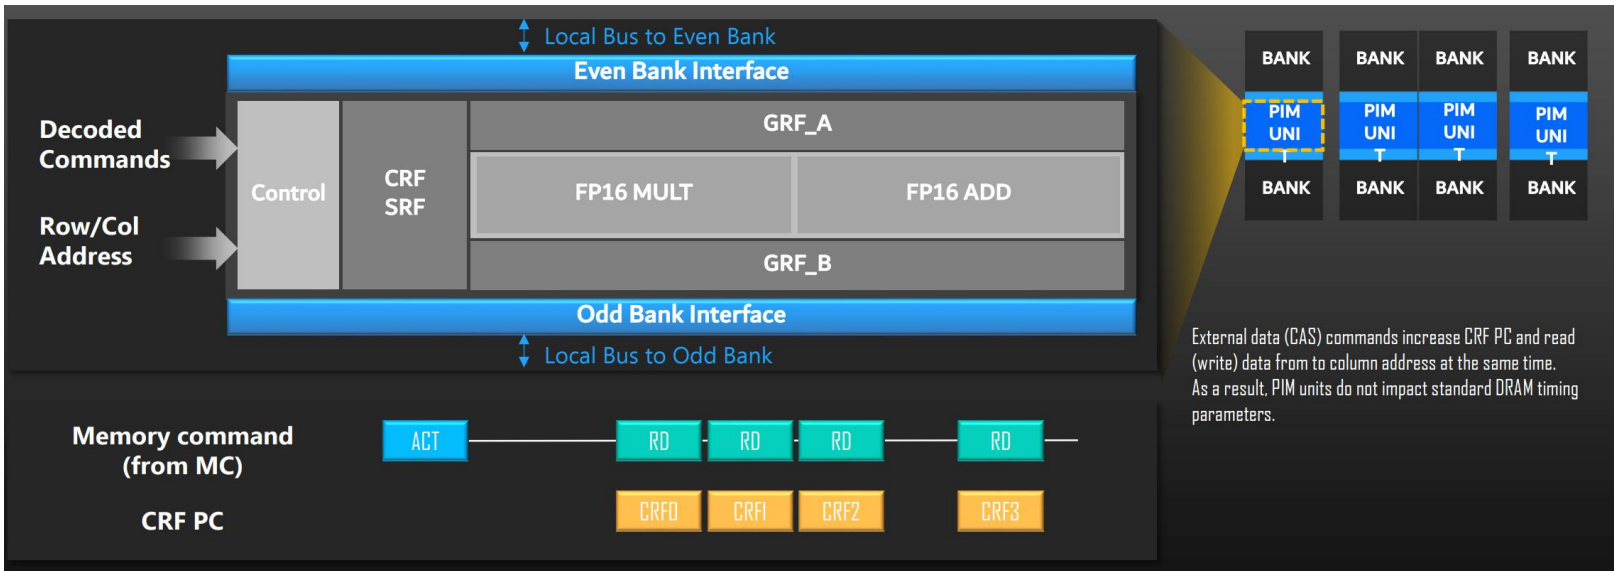 Local Bus to Even Bank
Even Bank Interface
Decoded
Commands
Row/Col
Address
Control
CRF
SRF
GRF_A
FP16 MULT
FP16 ADD
GRF_B
Odd Bank Interface
Local Bus to Odd Bank
BANK
BANK
BANK
BANK
PIM
UNI
T
PIM
UNI
T
PIM
UNI
T
PIM
UNI
T
BANK
BANK
BANK
BANK
External data (CAS) commands increase CRF PC and read
(write) data from to column address at the same time.
As a result, PIM units do not impact standard DRAM timing
parameters.
Memory command
(from MC)
ACT
RD
RD
RD
RD
CRF PC
CRF0
CRF1
CRF2
CRF3